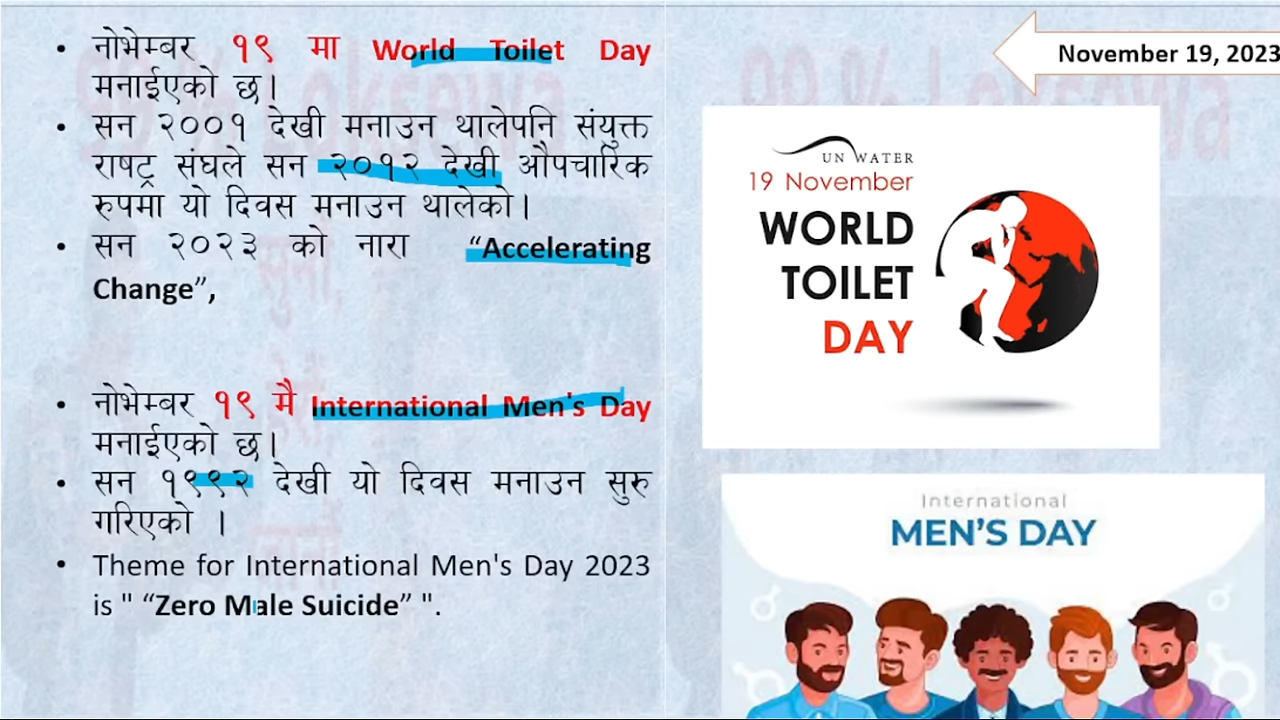 • नोभेम्बर १९ मा World Toilet Day
मनाईएको छ।
• सन २००१ देखी मनाउन थालेपनि संयुक्त
राषट्र संघले सन २०१२ देखी औपचारिक
रुपमा यो दिवस मनाउन थालेको।
• सन २०२३ को नारा “Accelerating
Change”,
• नोभेम्बर १९ मै International Men's Day
मनाईएको छ।
• सन १९९२ देखी यो दिवस मनाउन सुरु
गरिएको ।
• Theme for International Men's Day 2023
is " “Zero Male Suicide” ".
November 19, 2023
UN WATER
19 November
WORLD
TOILET
DAY
International
MEN'S DAY